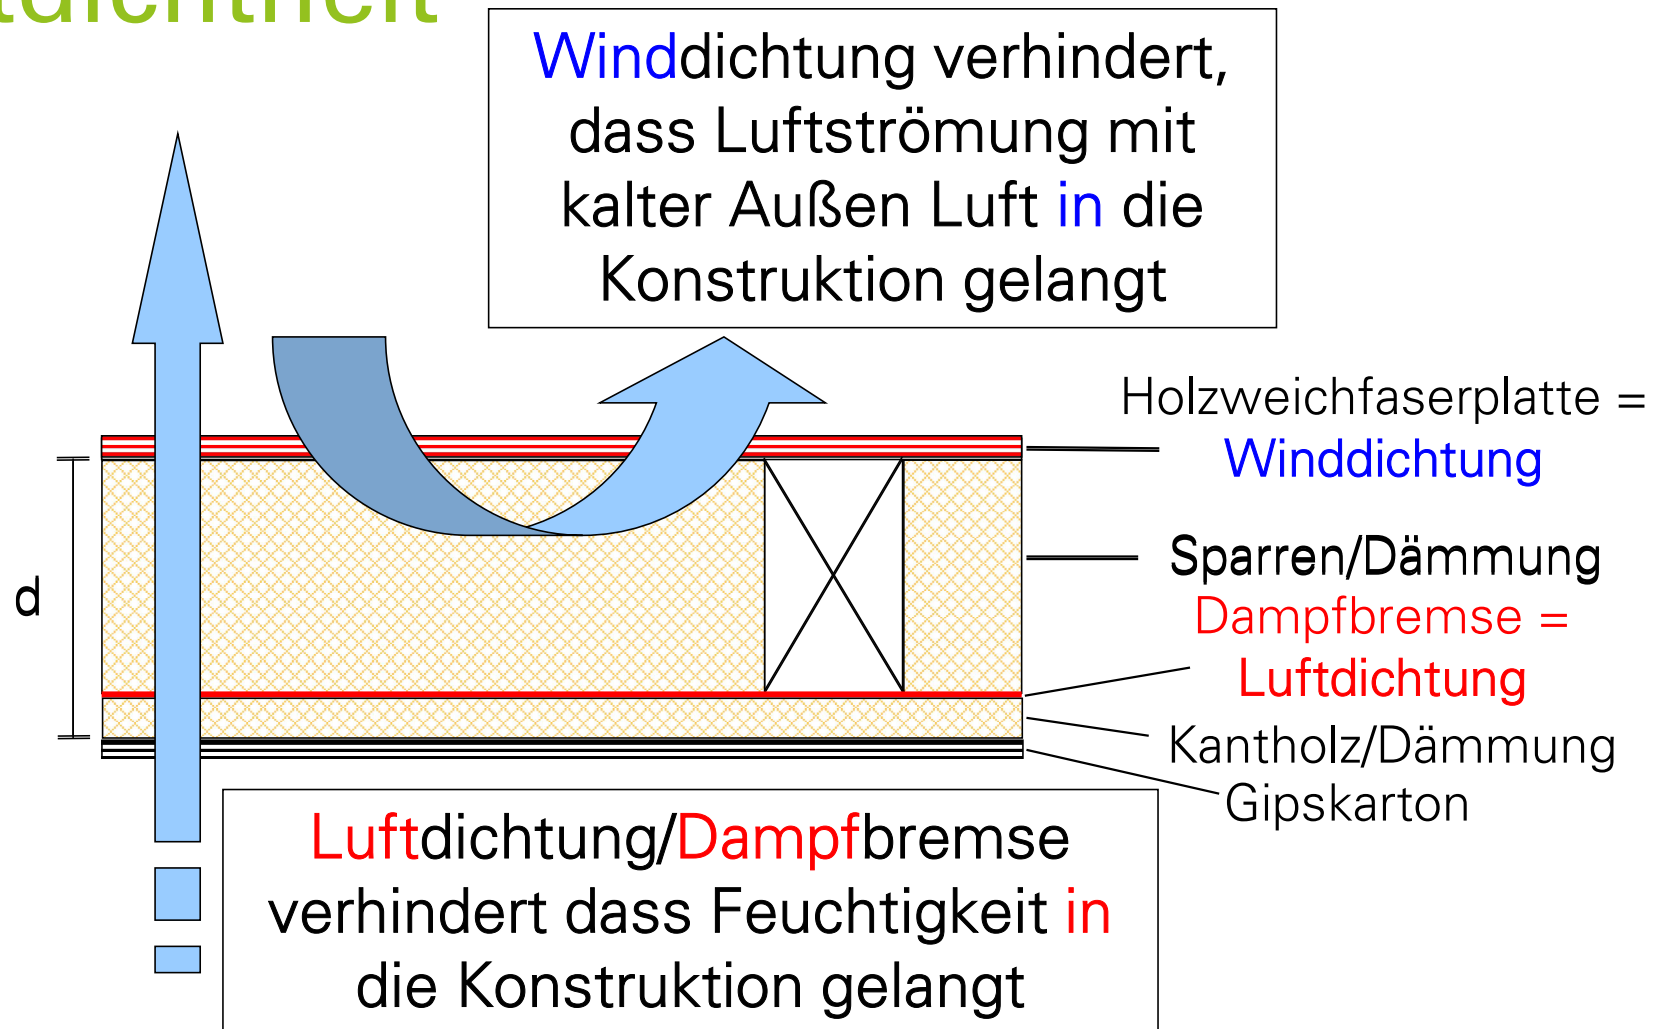 Winddichtung verhindert,
dass Luftströmung mit
kalter Außen Luft in die
Konstruktion gelangt
Holzweichfaserplatte =
Winddichtung
Sparren/Dämmung
d
Dampfbremse =
Luftdichtung
Kantholz/Dämmung
Gipskarton
Luftdichtung/Dampfbremse
verhindert dass Feuchtigkeit in
die Konstruktion gelangt